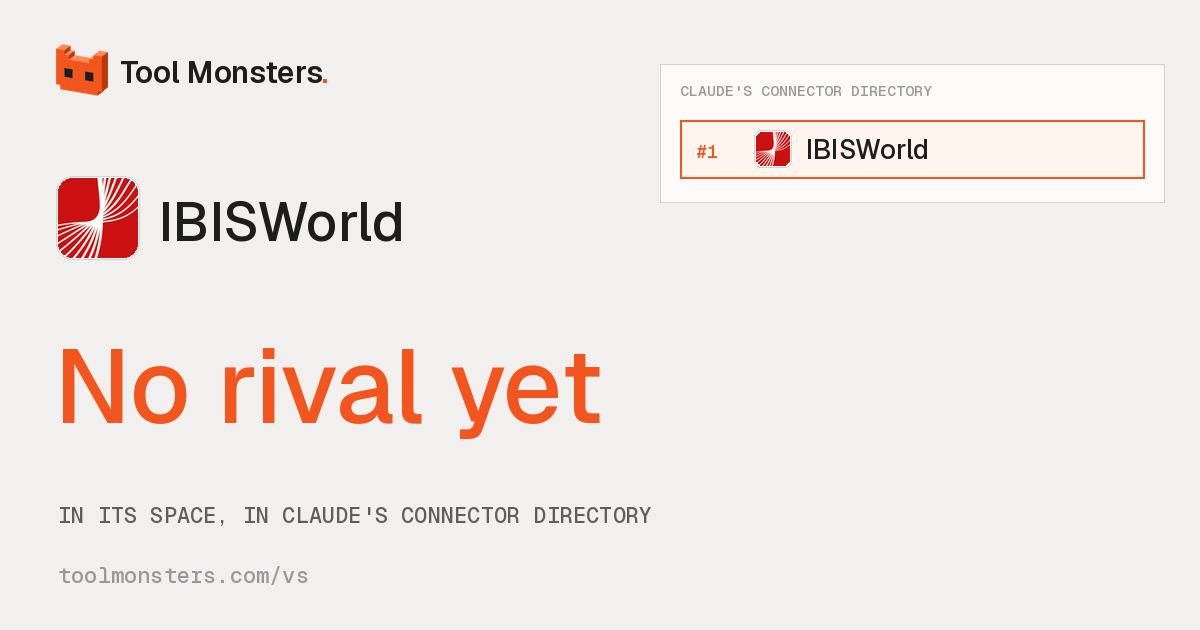 Tool Monsters.
CLAUDE'S CONNECTOR DIRECTORY
#1 IBISWorld
IBISWorld
No rival yet
IN ITS SPACE, IN CLAUDE'S CONNECTOR DIRECTORY
toolmonsters.com/vs